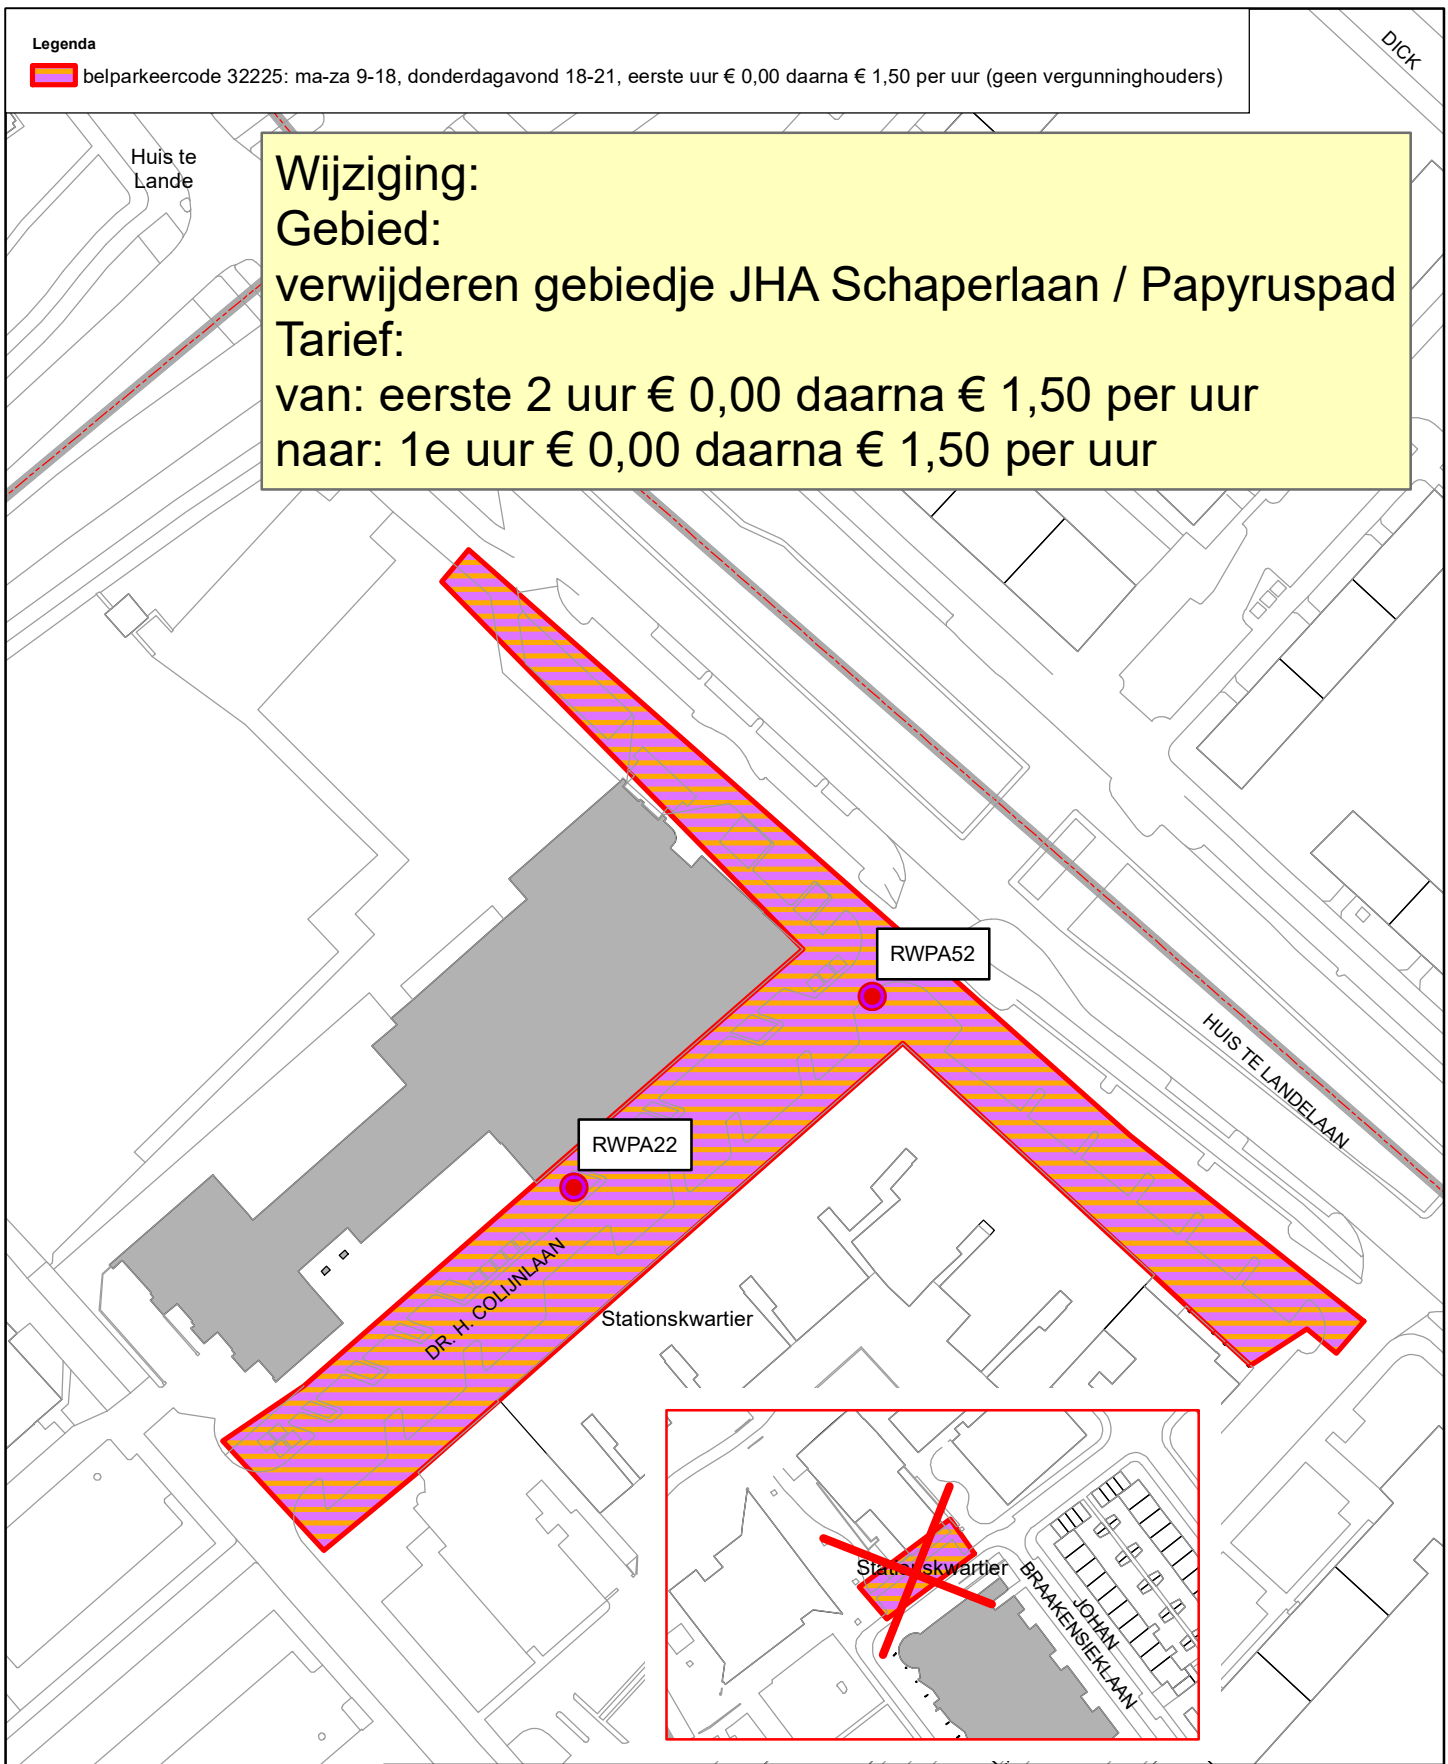 Legenda
belparkeercode 32225: ma-za 9-18, donderdagavond 18-21, eerste uur € 0,00 daarna € 1,50 per uur (geen vergunninghouders)
DICK
Huis te
Lande
Wijziging:
Gebied:
verwijderen gebiedje JHA Schaperlaan / Papyruspad
Tarief:
van: eerste 2 uur € 0,00 daarna € 1,50 per uur
naar: 1e uur € 0,00 daarna € 1,50 per uur
RWPA52
HUIS TE LANDELAAN
RWPA22
DR. H. COLIJNLAAN
Stationskwartier
Stationskwartier
JOHAN
BRAAKENSIEKLAAN